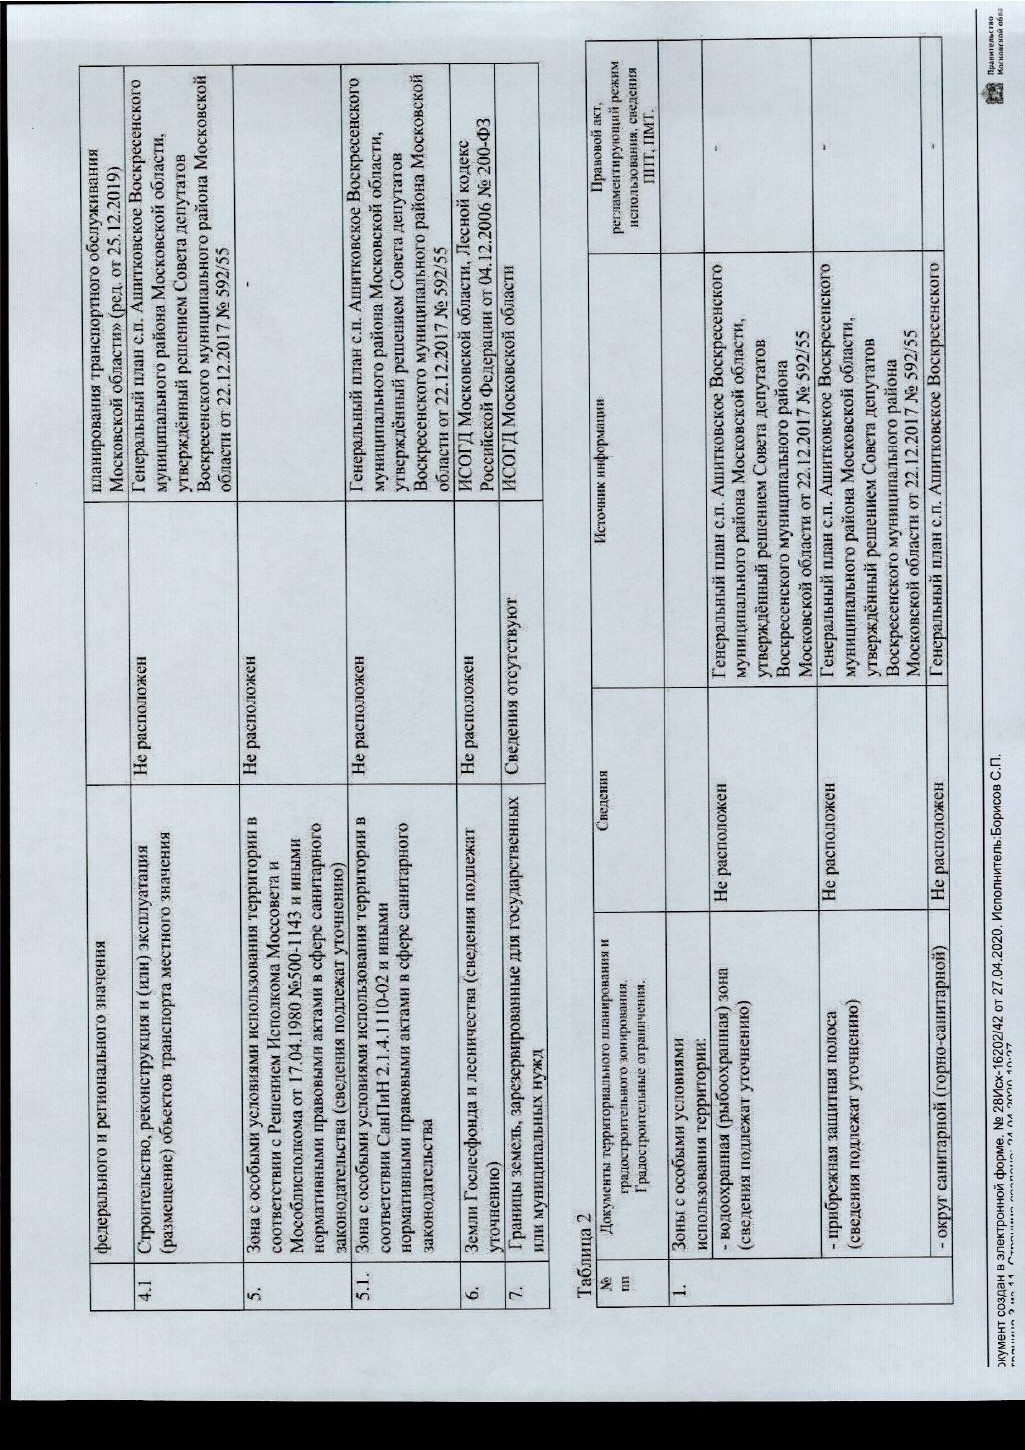 федерального и регионального значения
планирования транспортного обслуживания
Московской области» (ред. от 25.12.2019)
4.1
Строительство, реконструкция и (или) эксплуатация
(размещение) объектов транспорта местного значения
Не расположен
Генеральный план с.п. Ашитковское Воскресенского
муниципального района Московской области,
утверждённый решением Совета депутатов
Воскресенского муниципального района Московской
области от 22.12.2017 № 592/55
5.
Зона с особыми условиями использования территории в
соответствии с Решением Исполкома Моссовета и
Мособлисполкома от 17.04.1980 №500-1143 и иными
нормативными правовыми актами в сфере санитарного
законодательства (сведения подлежат уточнению)
Не расположен
-
5.1.
Зона с особыми условиями использования территории в
соответствии СанПиН 2.1.4.1110-02 и иными
нормативными правовыми актами в сфере санитарного
законодательства
Не расположен
Генеральный план с.п. Ашитковское Воскресенского
муниципального района Московской области,
утверждённый решением Совета депутатов
Воскресенского муниципального района Московской
области от 22.12.2017 № 592/55
6.
Земли Гослесфонда и лесничества (сведения подлежат
уточнению)
Не расположен
ИСОГД Московской области, Лесной кодекс
Российской Федерации от 04.12.2006 № 200-ФЗ
7.
Границы земель, зарезервированные для государственных
или муниципальных нужд
Сведения отсутствуют
ИСОГД Московской области
Таблица 2
№
пп
Документы территориального планирования и
градостроительного зонирования.
Градостроительные ограничения.
Сведения
Источник информации
Правовой акт,
регламентирующий режим
использования, сведения
ППТ, ПМТ.
1.
Зоны с особыми условиями
использования территории:
- водоохранная (рыбоохранная) зона
(сведения подлежат уточнению)
Не расположен
Генеральный план с.п. Ашитковское Воскресенского
муниципального района Московской области,
утверждённый решением Совета депутатов
Воскресенского муниципального района
Московской области от 22.12.2017 № 592/55
-
- прибрежная защитная полоса
(сведения подлежат уточнению)
Не расположен
Генеральный план с.п. Ашитковское Воскресенского
муниципального района Московской области,
утверждённый решением Совета депутатов
Воскресенского муниципального района
Московской области от 22.12.2017 № 592/55
-
- округ санитарной (горно-санитарной)
Не расположен
Генеральный план с.п. Ашитковское Воскресенского
-
окумент создан в электронной форме. № 28Исх-16202/42 от 27.04.2020. Исполнитель:Борисов С.П.
Правительство
Московской обла